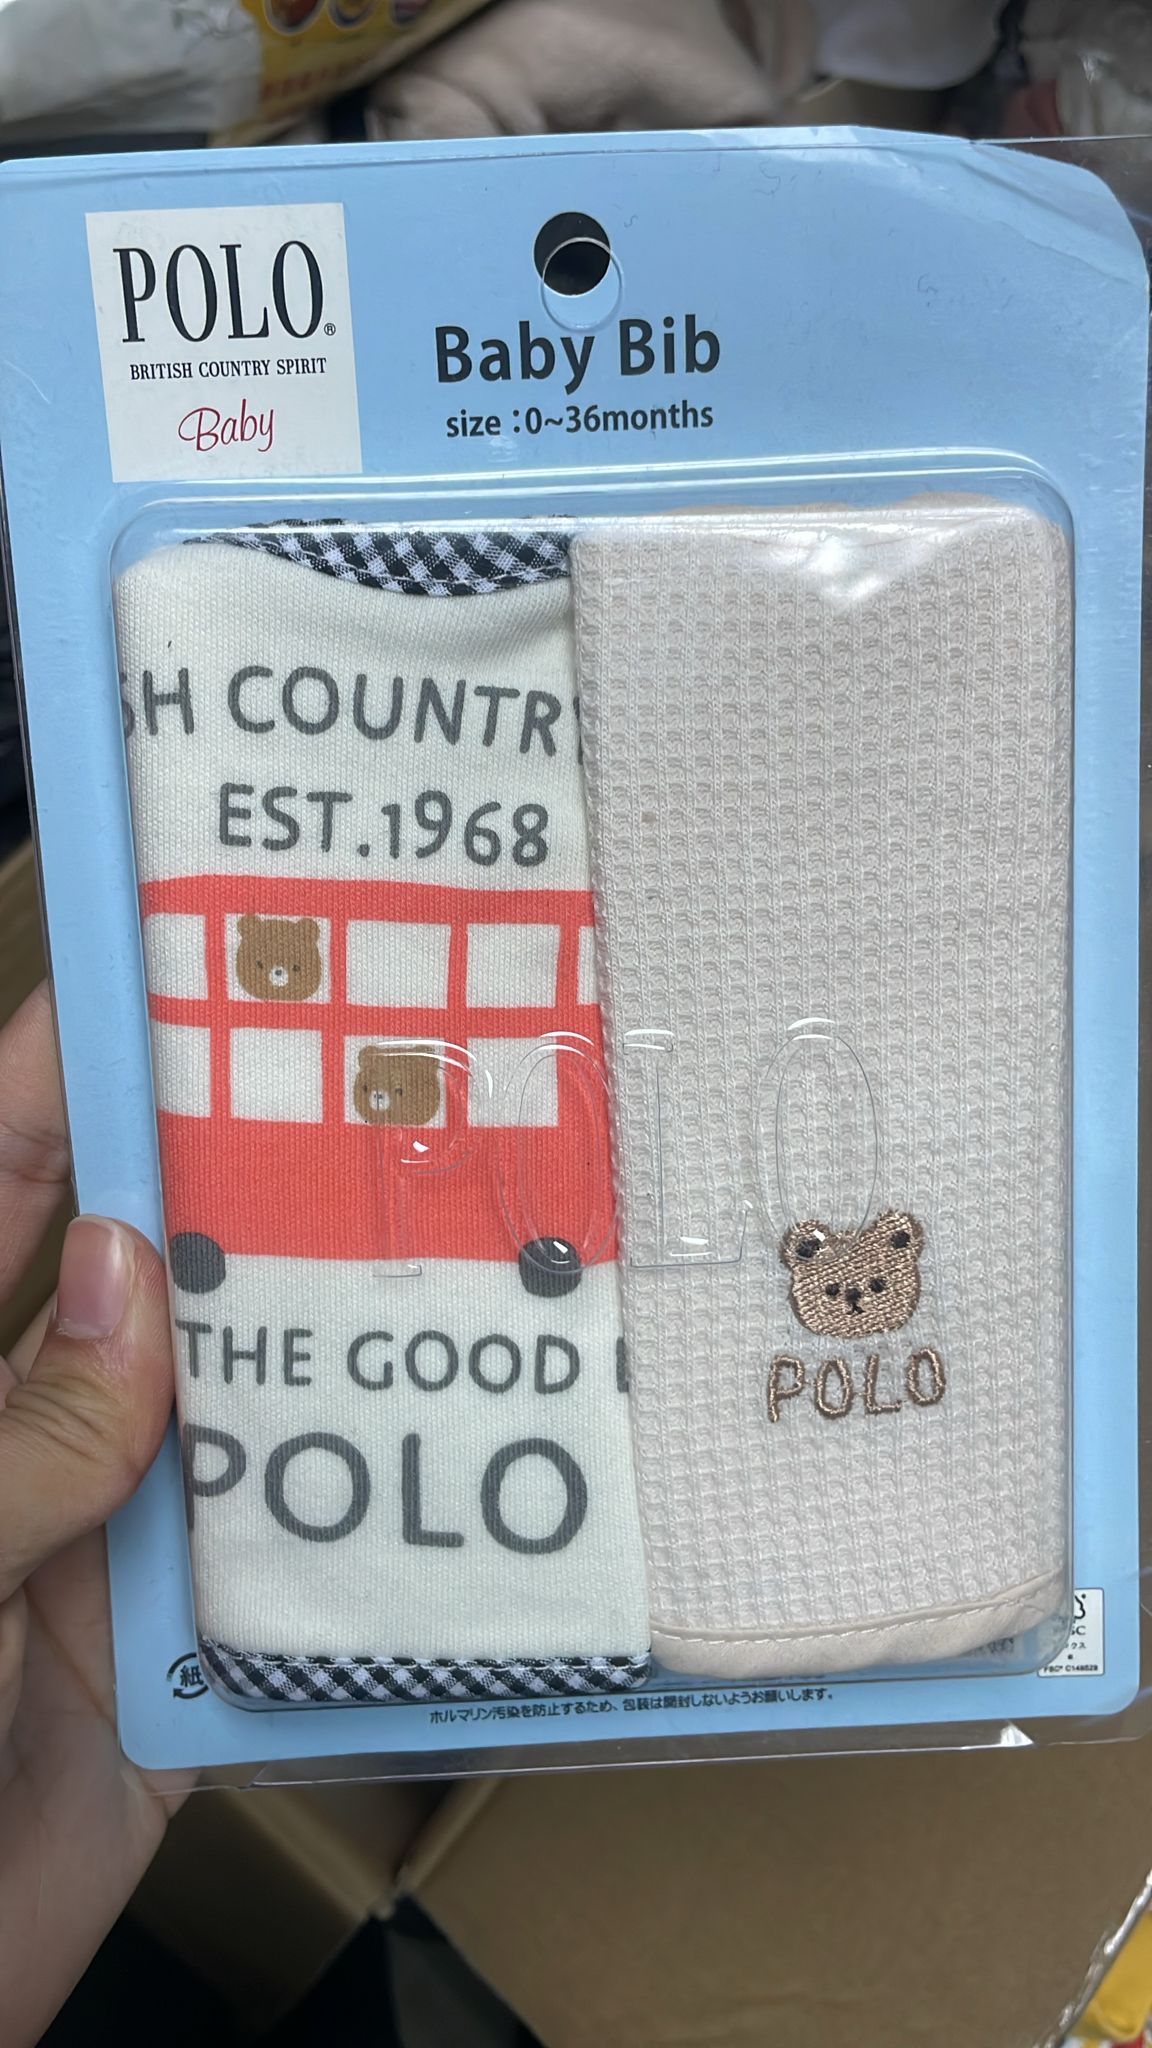 POLO®
BRITISH COUNTRY SPIRIT
Baby
Baby Bib
size : 0~36months
SH COUNTRY
EST.1968
THE GOOD
POLO
POLO
POLO
紙
ホルマリン汚染を防止するため、包装は開封しないようお願いします。